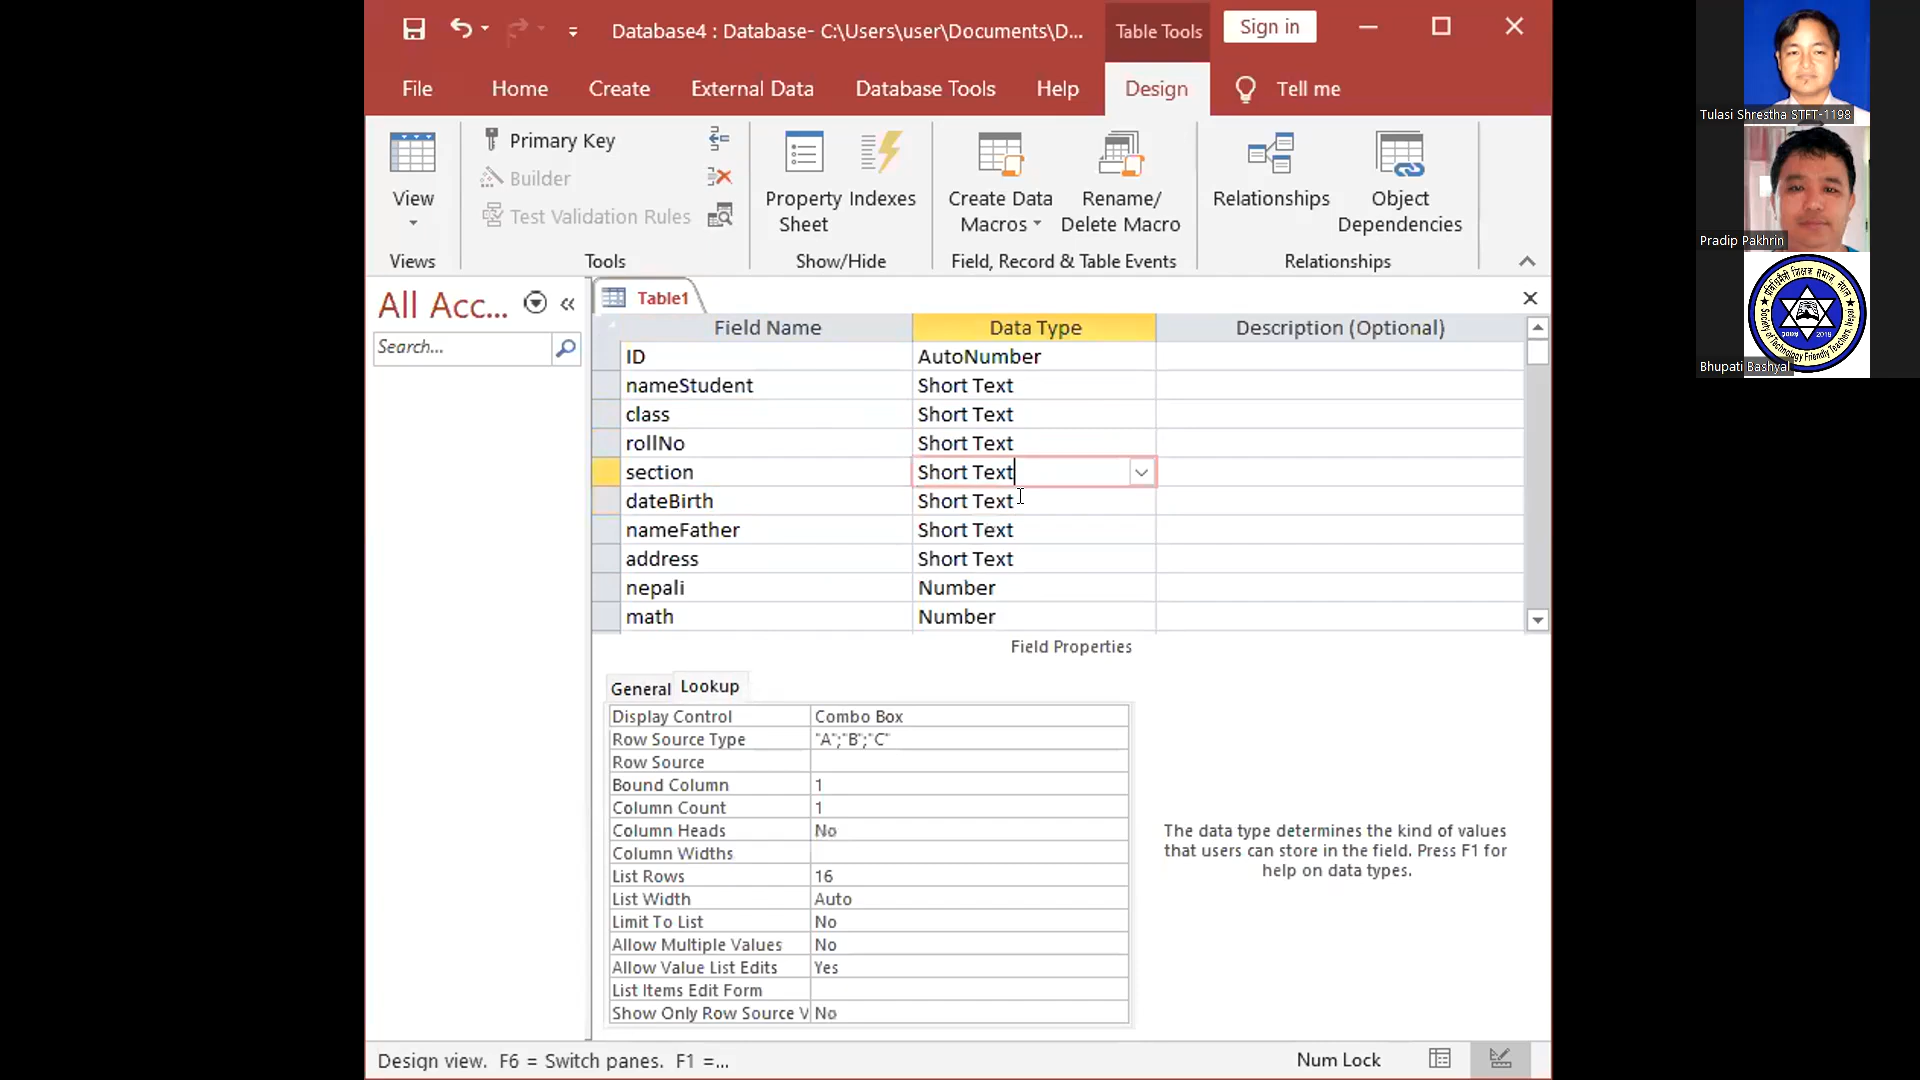 Database4 : Database- C:\Users\user\Documents\D...
Table Tools
Sign in
File
Home
Create
External Data
Database Tools
Help
Design
Tell me
View
Primary Key
Builder
Test Validation Rules
Property Sheet
Indexes
Create Data Macros
Rename/ Delete Macro
Relationships
Object Dependencies
Views
Tools
Show/Hide
Field, Record & Table Events
Relationships
All Acc...
Search...
Table1
Field Name Data Type Description (Optional)
ID AutoNumber
nameStudent Short Text
class Short Text
rollNo Short Text
section Short Text
dateBirth Short Text
nameFather Short Text
address Short Text
nepali Number
math Number
Field Properties
General Lookup
Display Control Combo Box
Row Source Type "A";"B";"C"
Row Source
Bound Column 1
Column Count 1
Column Heads No
Column Widths
List Rows 16
List Width Auto
Limit To List No
Allow Multiple Values No
Allow Value List Edits Yes
List Items Edit Form
Show Only Row Source V No
The data type determines the kind of values
that users can store in the field. Press F1 for
help on data types.
Design view. F6 = Switch panes. F1 =...
Num Lock
Tulasi Shrestha STFT-1198
Pradip Pakhrin
Society of Technology Friendly Teachers, Nepal
Bhupati Bashyal